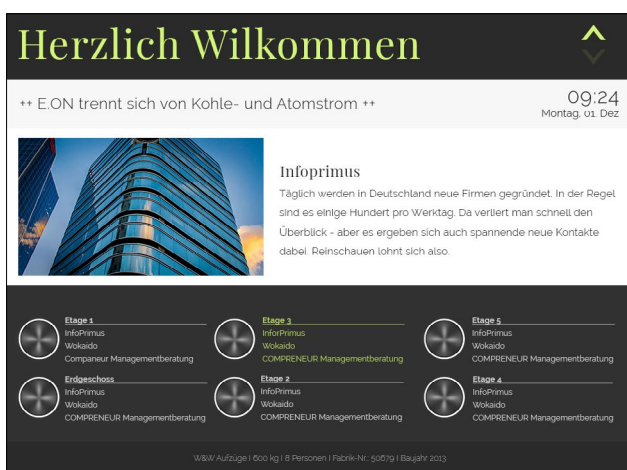 Herzlich Wilkommen
++ E.ON trennt sich von Kohle- und Atomstrom ++
09:24
Montag, 01. Dez
Infoprimus
Täglich werden in Deutschland neue Firmen gegründet. In der Regel
sind es einige Hundert pro Werktag. Da verliert man schnell den
Überblick - aber es ergeben sich auch spannende neue Kontakte
dabei. Reinschauen lohnt sich also.
Etage 1
InfoPrimus
Wokaido
Companeur Managementberatung
Etage 3
InforPrimus
Wokaido
COMPRENEUR Managementberatung
Etage 5
InfoPrimus
Wokaido
COMPRENEUR Managementberatung
Erdgeschoss
InfoPrimus
Wokaido
COMPRENEUR Managementberatung
Etage 2
InfoPrimus
Wokaido
COMPRENEUR Managementberatung
Etage 4
InfoPrimus
Wokaido
COMPRENEUR Managementberatung
W&W Aufzüge I 600 kg I 8 Personen I Fabrik-Nr.: 50679 I Baujahr 2013